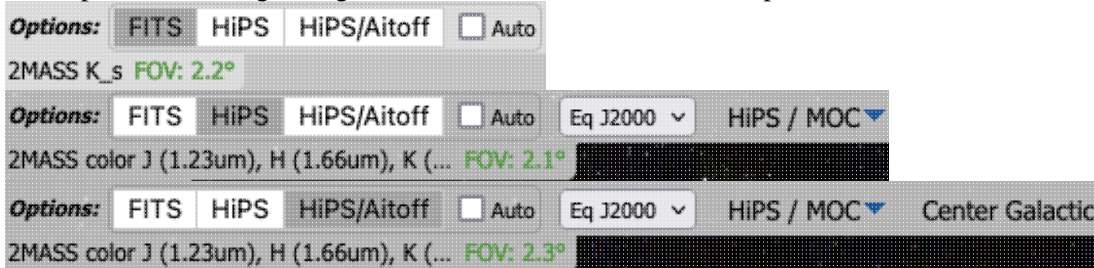 Options: FITS HiPS HiPS/Aitoff Auto
2MASS K_s FOV: 2.2°
Options: FITS HiPS HiPS/Aitoff Auto Eq J2000 HiPS / MOC
2MASS color J (1.23um), H (1.66um), K (... FOV: 2.1°
Options: FITS HiPS HiPS/Aitoff Auto Eq J2000 HiPS / MOC Center Galactic
2MASS color J (1.23um), H (1.66um), K (... FOV: 2.3°